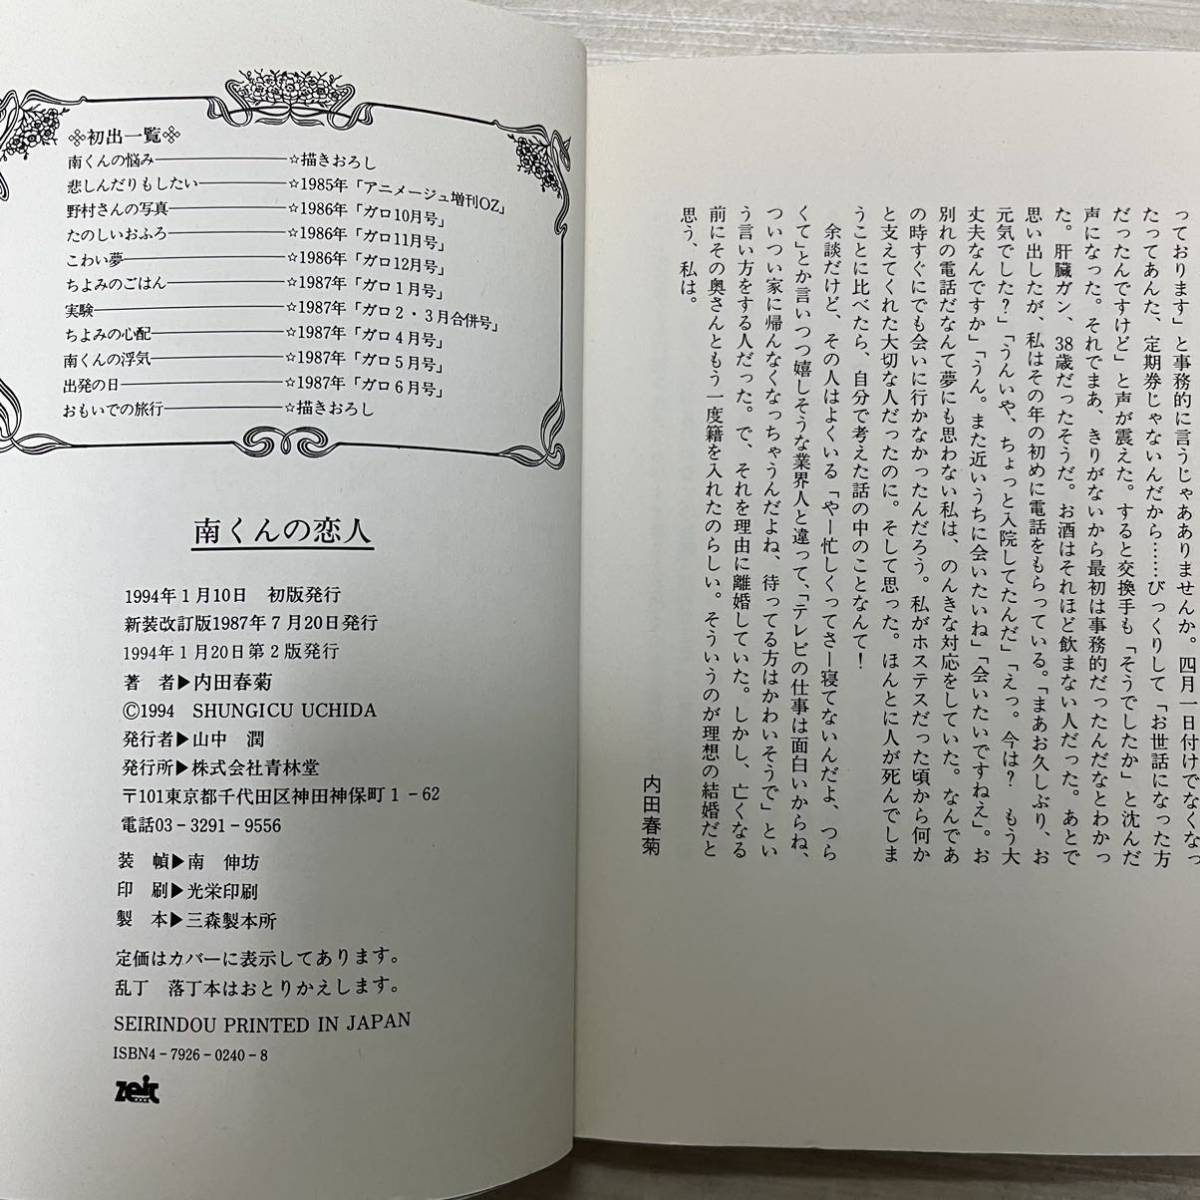 ❖初出一覧❖
南くんの悩み――――――☆描きおろし
悲しんだりもしたい――――☆1985年「アニメージュ増刊OZ」
野村さんの写真――――――☆1986年「ガロ10月号」
たのしいおふろ――――――☆1986年「ガロ11月号」
こわい夢――――――――☆1986年「ガロ12月号」
ちよみのごはん――――――☆1987年「ガロ1月号」
実験――――――――――☆1987年「ガロ2・3月合併号」
ちよみの心配――――――☆1987年「ガロ4月号」
南くんの浮気――――――☆1987年「ガロ5月号」
出発の日――――――――☆1987年「ガロ6月号」
おもいでの旅行――――――☆描きおろし
南くんの恋人
1994年1月10日　初版発行
新装改訂版1987年7月20日発行
1994年1月20日第2版発行
著　者▶内田春菊
©1994　SHUNGICU UCHIDA
発行者▶山中　潤
発行所▶株式会社青林堂
〒101東京都千代田区神田神保町1－62
電話03－3291－9556
装　幀▶南　伸坊
印　刷▶光栄印刷
製　本▶三森製本所
定価はカバーに表示してあります。
乱丁　落丁本はおとりかえします。
SEIRINDOU PRINTED IN JAPAN
ISBN4－7926－0240－8
zeit
っております」と事務的に言うじゃありませんか。四月一日付けでなくなっ
たってあんた、定期券じゃないんだから……びっくりして「お世話になった方
だったんですけど」と声が震えた。すると交換手も「そうでしたか」と沈んだ
声になった。それでまあ、きりがないから最初は事務的だったんだなとわかっ
た。肝臓ガン、38歳だったそうだ。お酒はそれほど飲まない人だった。あとで
思い出したが、私はその年の初めに電話をもらっている。「まあお久しぶり、お
元気でした？」「うんいや、ちょっと入院してたんだ」「えっ。今は？　もう大
丈夫なんですか」「うん。また近いうちに会いたいね」「会いたいですねえ」。お
別れの電話だなんて夢にも思わない私は、のんきな対応をしていた。なんであ
の時すぐにでも会いに行かなかったんだろう。私がホステスだった頃から何か
と支えてくれた大切な人だったのに。そして思った。ほんとに人が死んでしま
うことに比べたら、自分で考えた話の中のことなんて！
　余談だけど、その人はよくいる「やー忙しくってさー寝てないんだよ、つら
くて」とか言いつつ嬉しそうな業界人と違って、「テレビの仕事は面白いからね、
ついつい家に帰んなくなっちゃうんだよね、待ってる方はかわいそうで」とい
う言い方をする人だった。で、それを理由に離婚していた。しかし、亡くなる
前にその奥さんともう一度籍を入れたのらしい。そういうのが理想の結婚だと
思う、私は。
内田春菊